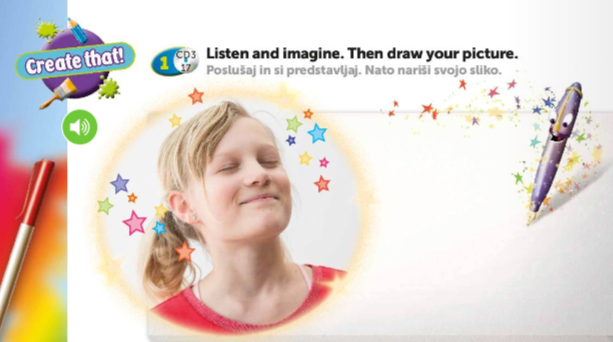 Create that!
1
CD3
17
Listen and imagine. Then draw your picture.
Poslušaj in si predstavljaj. Nato nariši svojo sliko.